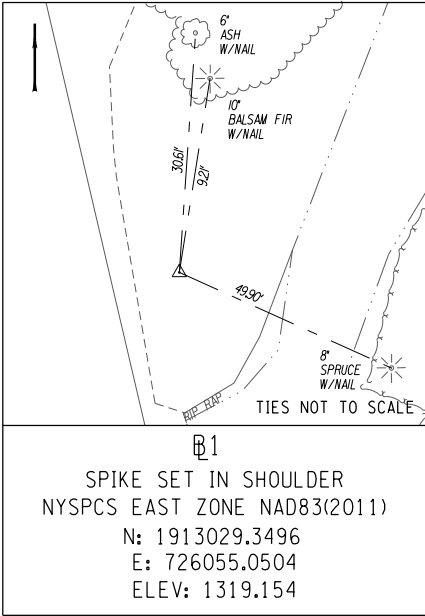 6"
ASH
W/NAIL
10"
BALSAM FIR
W/NAIL
30.61'
9.21'
49.90'
8"
SPRUCE
W/NAIL
RIP RAP
TIES NOT TO SCALE
BL1
SPIKE SET IN SHOULDER
NYSPCS EAST ZONE NAD83(2011)
N: 1913029.3496
E: 726055.0504
ELEV: 1319.154